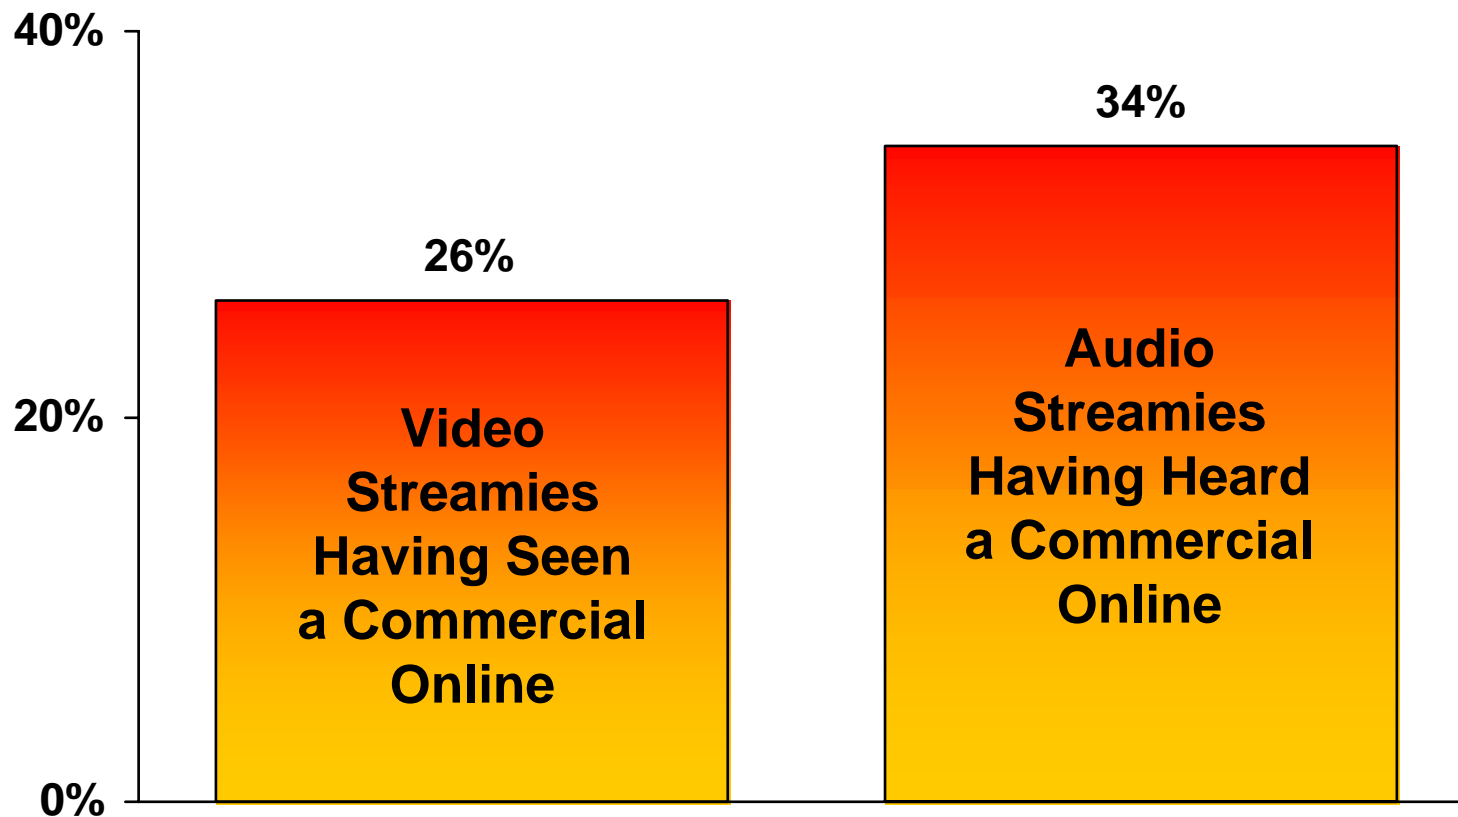 40%
34%
26%
20%
0%
Video
Streamies
Having Seen
a Commercial
Online
Audio
Streamies
Having Heard
a Commercial
Online